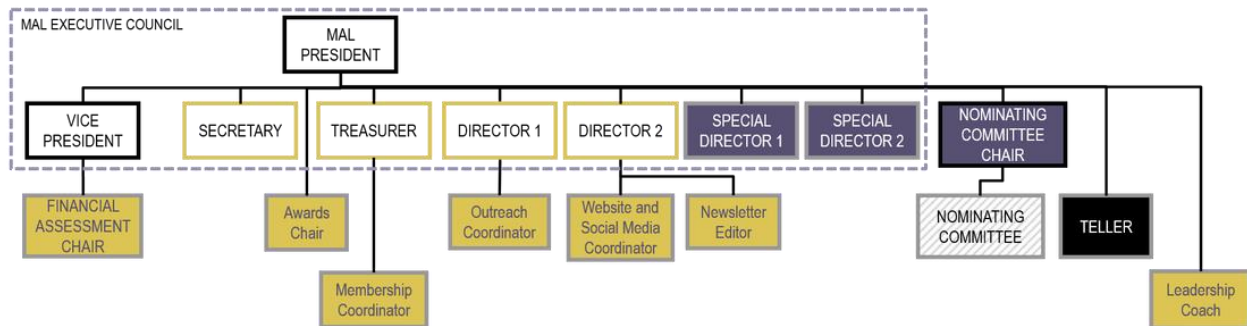 MAL EXECUTIVE COUNCIL
MAL
PRESIDENT
VICE
PRESIDENT
SECRETARY
TREASURER
DIRECTOR 1
DIRECTOR 2
SPECIAL
DIRECTOR 1
SPECIAL
DIRECTOR 2
NOMINATING
COMMITTEE
CHAIR
FINANCIAL
ASSESSMENT
CHAIR
Awards
Chair
Outreach
Coordinator
Website and
Social Media
Coordinator
Newsletter
Editor
NOMINATING
COMMITTEE
TELLER
Membership
Coordinator
Leadership
Coach